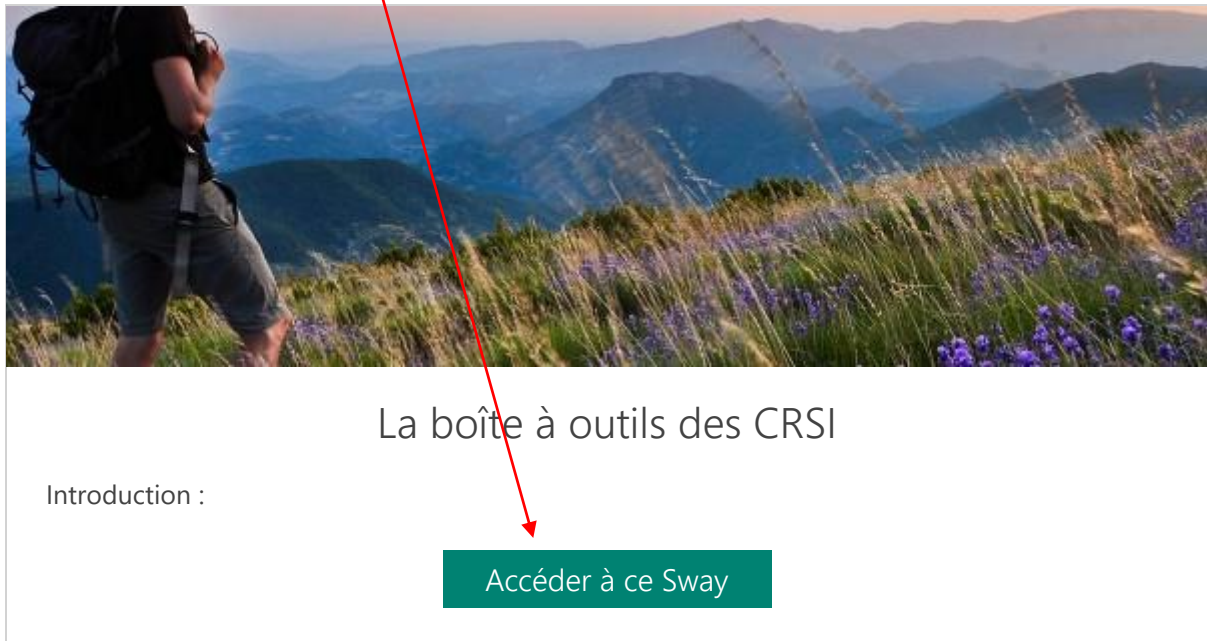 La boîte à outils des CRSI
Introduction :
Accéder à ce Sway